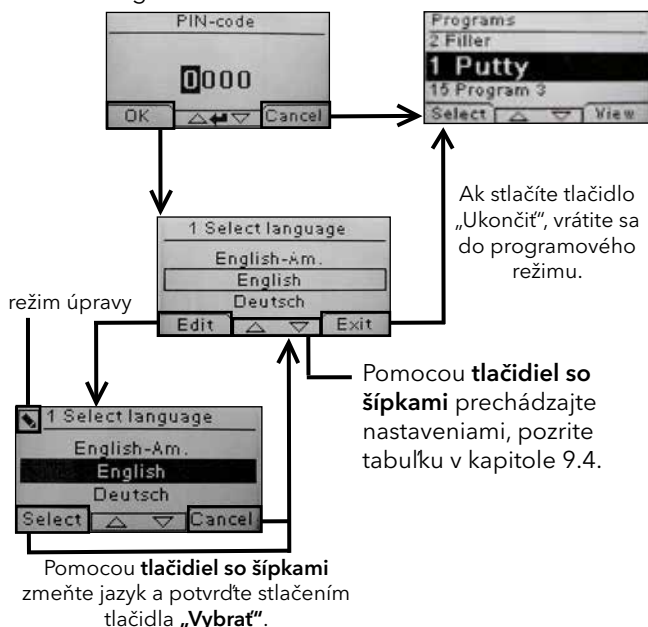 PIN-code
0000
OK
Cancel
Programs
2 Filler
1 Putty
15 Program 3
Select
View
Ak stlačíte tlačidlo
„Ukončiť", vrátite sa
do programového
režimu.
1 Select language
English-Am.
English
Deutsch
Edit
Exit
režim úpravy
Pomocou tlačidiel so
šípkami prechádzajte
nastaveniami, pozrite
tabuľku v kapitole 9.4.
1 Select language
English-Am.
English
Deutsch
Select
Cancel
Pomocou tlačidiel so šípkami
zmeňte jazyk a potvrďte stlačením
tlačidla „Vybrať".